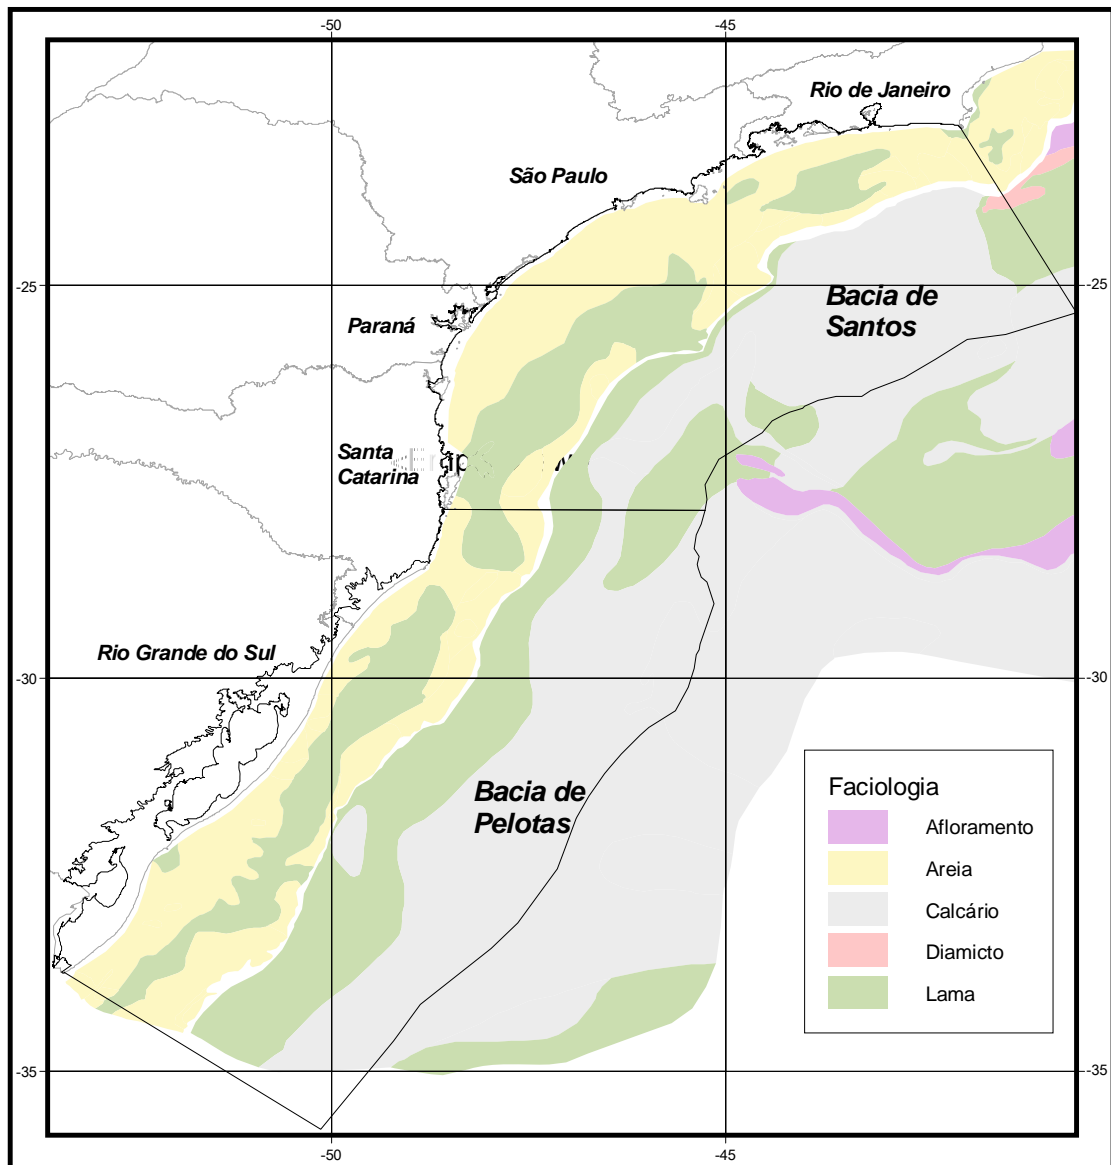 -50
-45
Rio de Janeiro
São Paulo
-25
-25
Bacia de
Santos
Paraná
Santa
Catarina
Rio Grande do Sul
-30
-30
Bacia de
Pelotas
Faciologia
Afloramento
Areia
Calcário
Diamicto
Lama
-35
-35
-50
-45